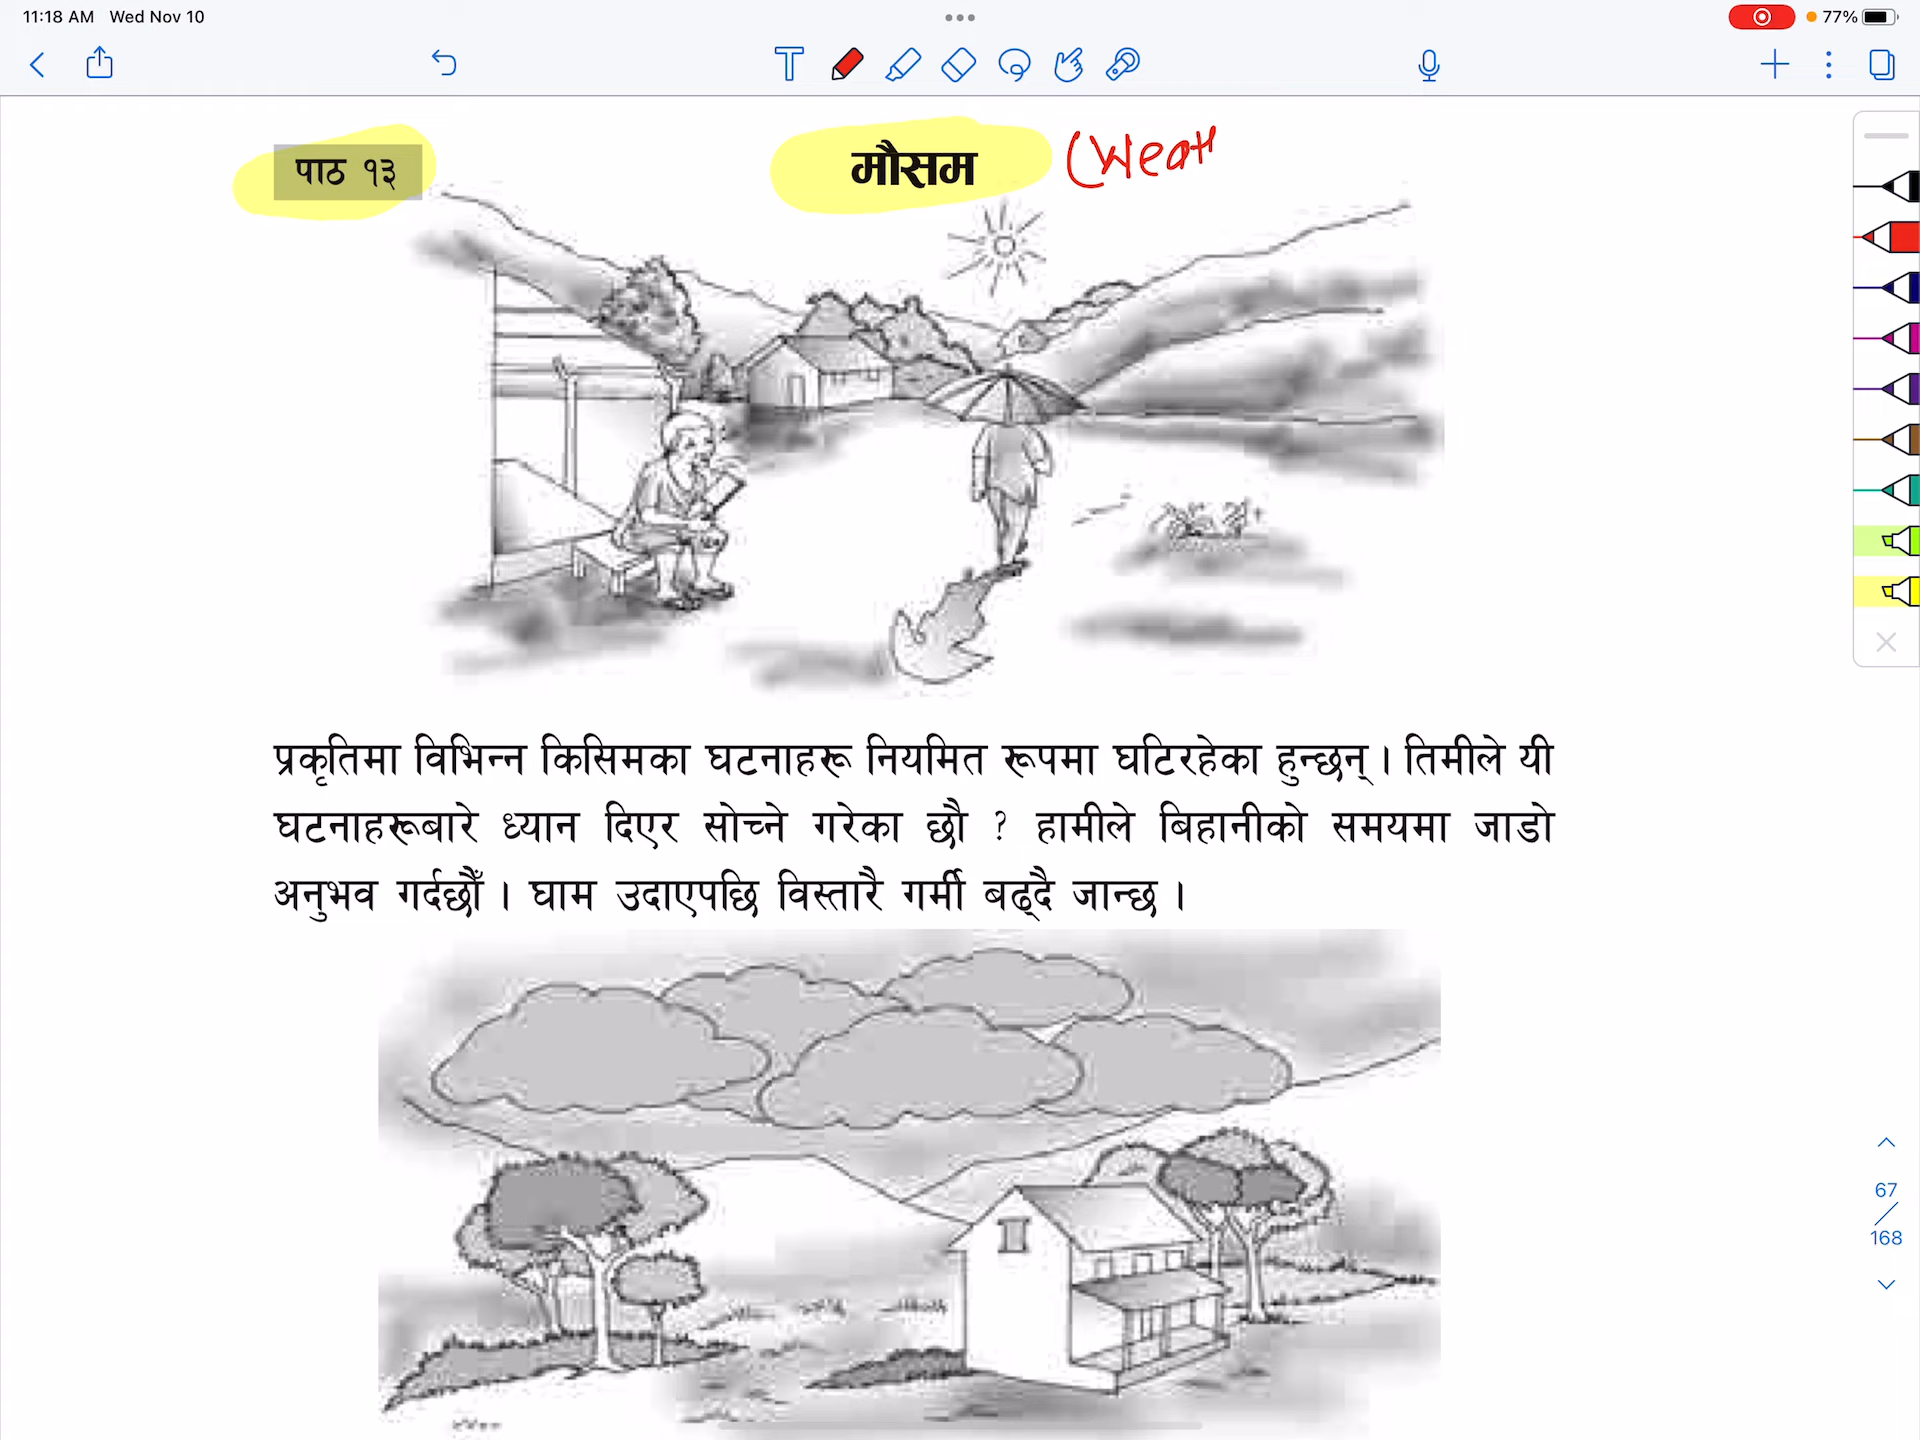 11:18 AM Wed Nov 10
77%
पाठ १३
मौसम (Weath
प्रकृतिमा विभिन्न किसिमका घटनाहरू नियमित रूपमा घटिरहेका हुन्छन् । तिमीले यी
घटनाहरूबारे ध्यान दिएर सोच्ने गरेका छौ ? हामीले बिहानीको समयमा जाडो
अनुभव गर्दछौँ । घाम उदाएपछि विस्तारै गर्मी बढ्दै जान्छ ।
67
168